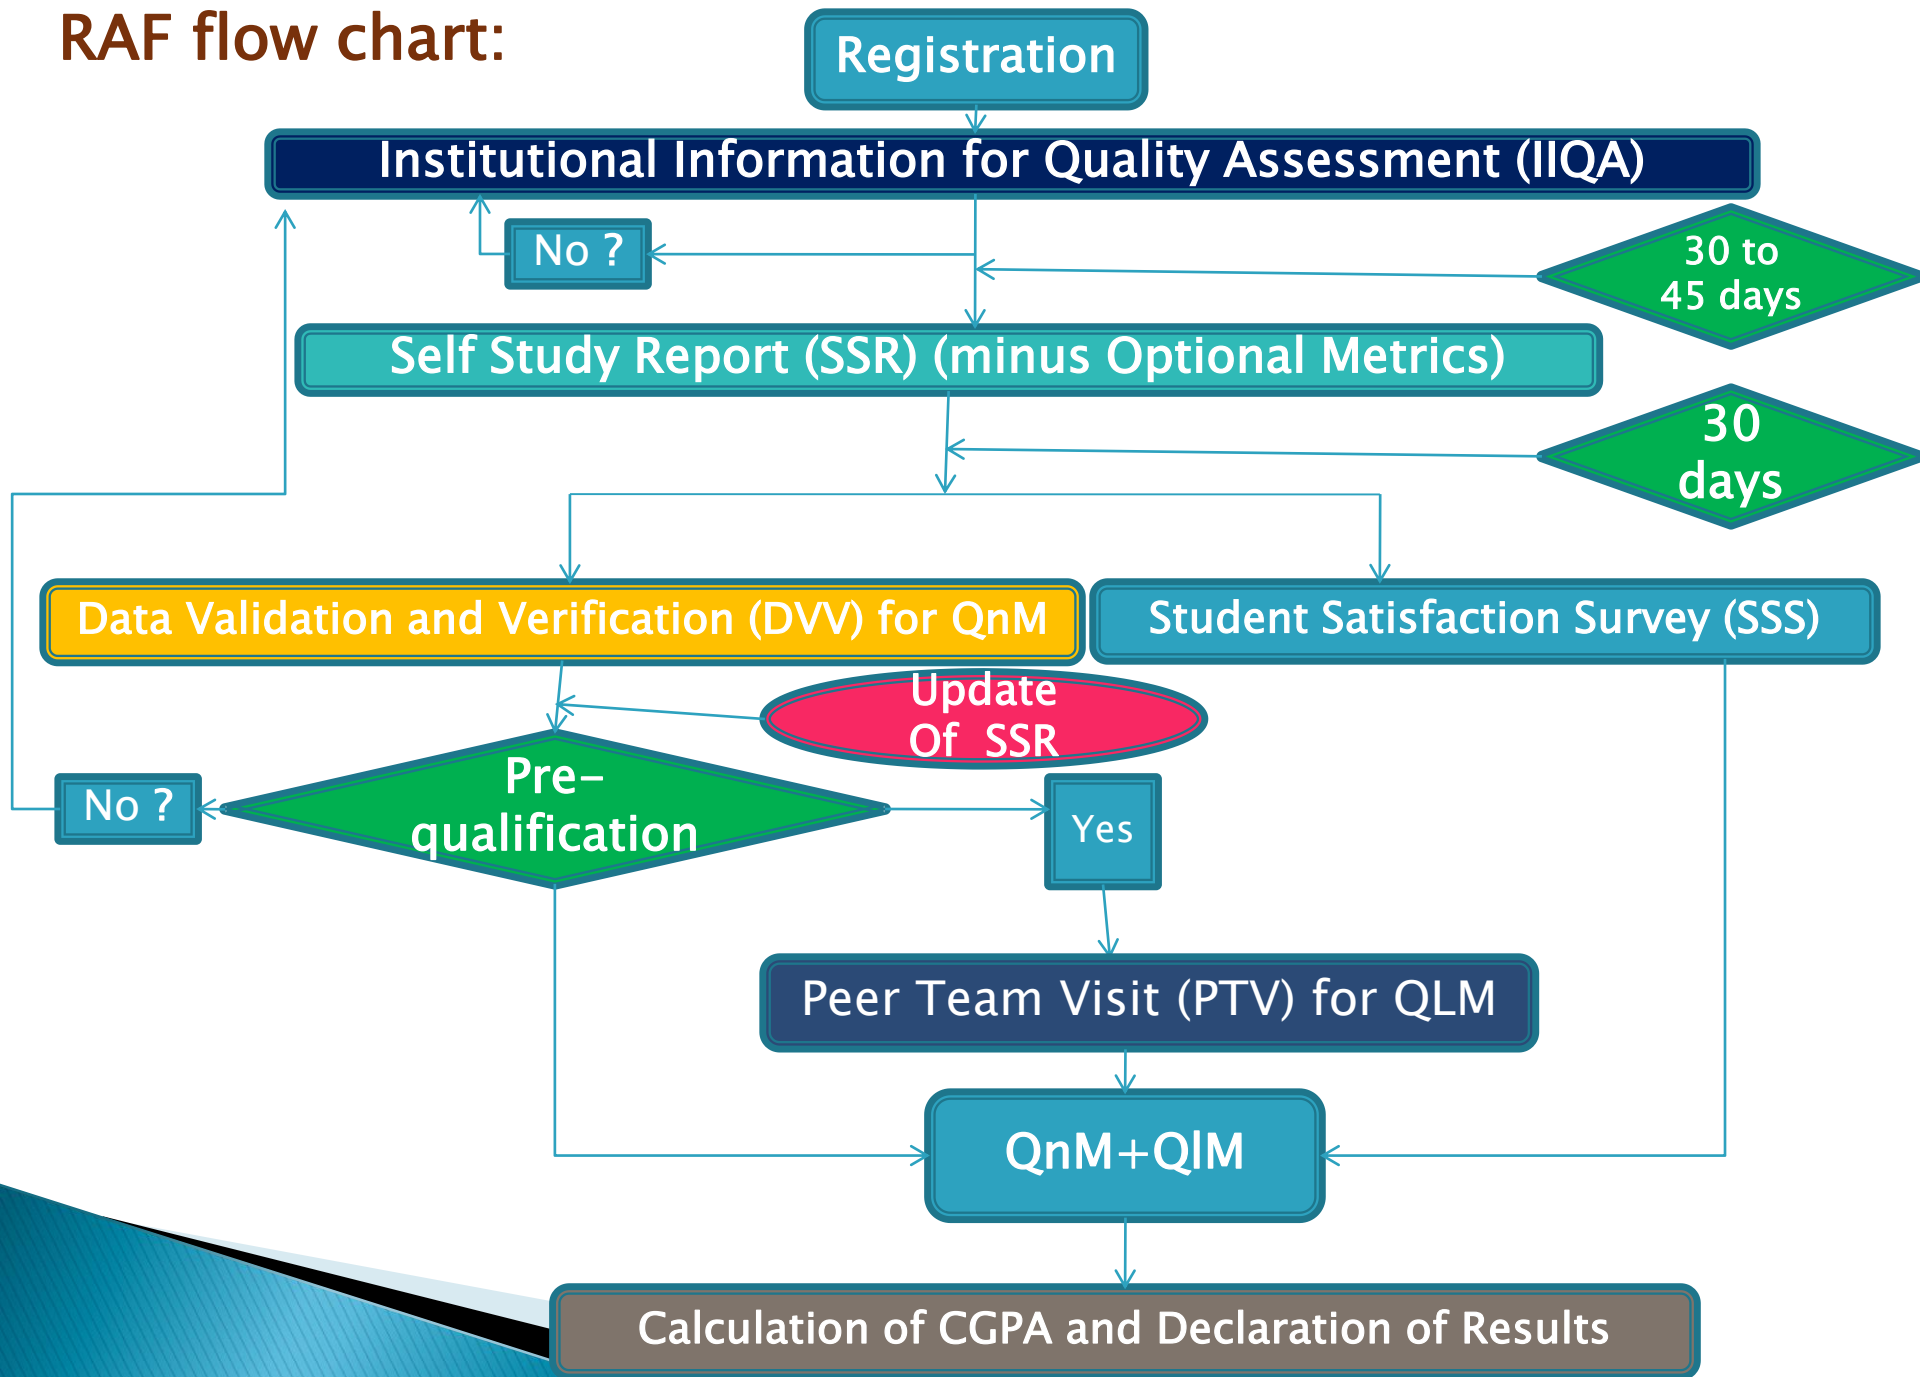 RAF flow chart:
Registration
Institutional Information for Quality Assessment (IIQA)
No ?
30 to
45 days
Self Study Report (SSR) (minus Optional Metrics)
30
days
Data Validation and Verification (DVV) for QnM
Student Satisfaction Survey (SSS)
Update
Of SSR
Pre-
qualification
No ?
Yes
Peer Team Visit (PTV) for QLM
QnM+QlM
Calculation of CGPA and Declaration of Results